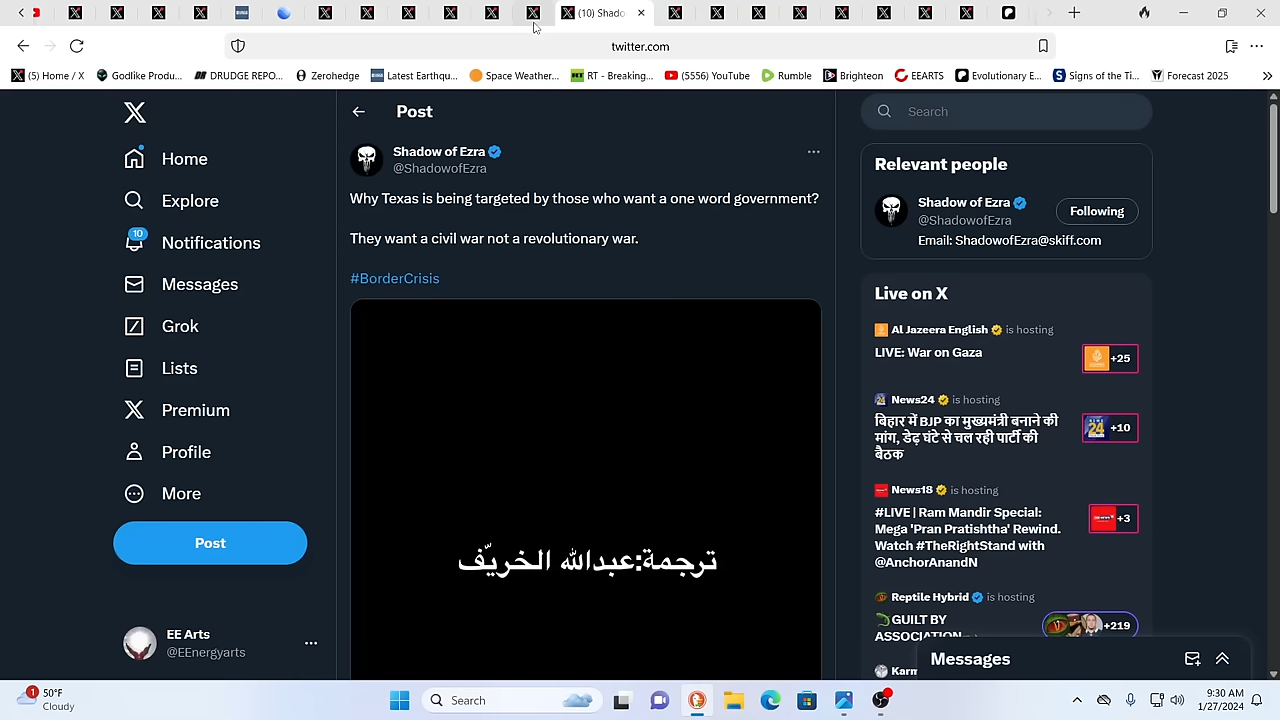 (10) Shado
twitter.com
(5) Home / X
Godlike Produ...
DRUDGE REPO...
Zerohedge
Latest Earthqu...
Space Weather...
RT - Breaking...
(5556) YouTube
Rumble
Brighteon
EEARTS
Evolutionary E...
Signs of the Ti...
Forecast 2025
Home
Explore
10
Notifications
Messages
Grok
Lists
Premium
Profile
More
Post
EE Arts
@EEnergyarts
Post
Shadow of Ezra
@ShadowofEzra
Why Texas is being targeted by those who want a one word government?
They want a civil war not a revolutionary war.
#BorderCrisis
ترجمة:عبدالله الخريّف
Search
Relevant people
Shadow of Ezra
@ShadowofEzra
Following
Email: ShadowofEzra@skiff.com
Live on X
Al Jazeera English is hosting
LIVE: War on Gaza
+25
News24 is hosting
बिहार में BJP का मुख्यमंत्री बनाने की
मांग, डेढ़ घंटे से चल रही पार्टी की
बैठक
+10
News18 is hosting
#LIVE | Ram Mandir Special:
Mega 'Pran Pratishtha' Rewind.
Watch #TheRightStand with
@AnchorAnandN
+3
Reptile Hybrid is hosting
GUILT BY
ASSOCIATION
+219
Karm
Messages
1
50°F
Cloudy
Search
9:30 AM
1/27/2024